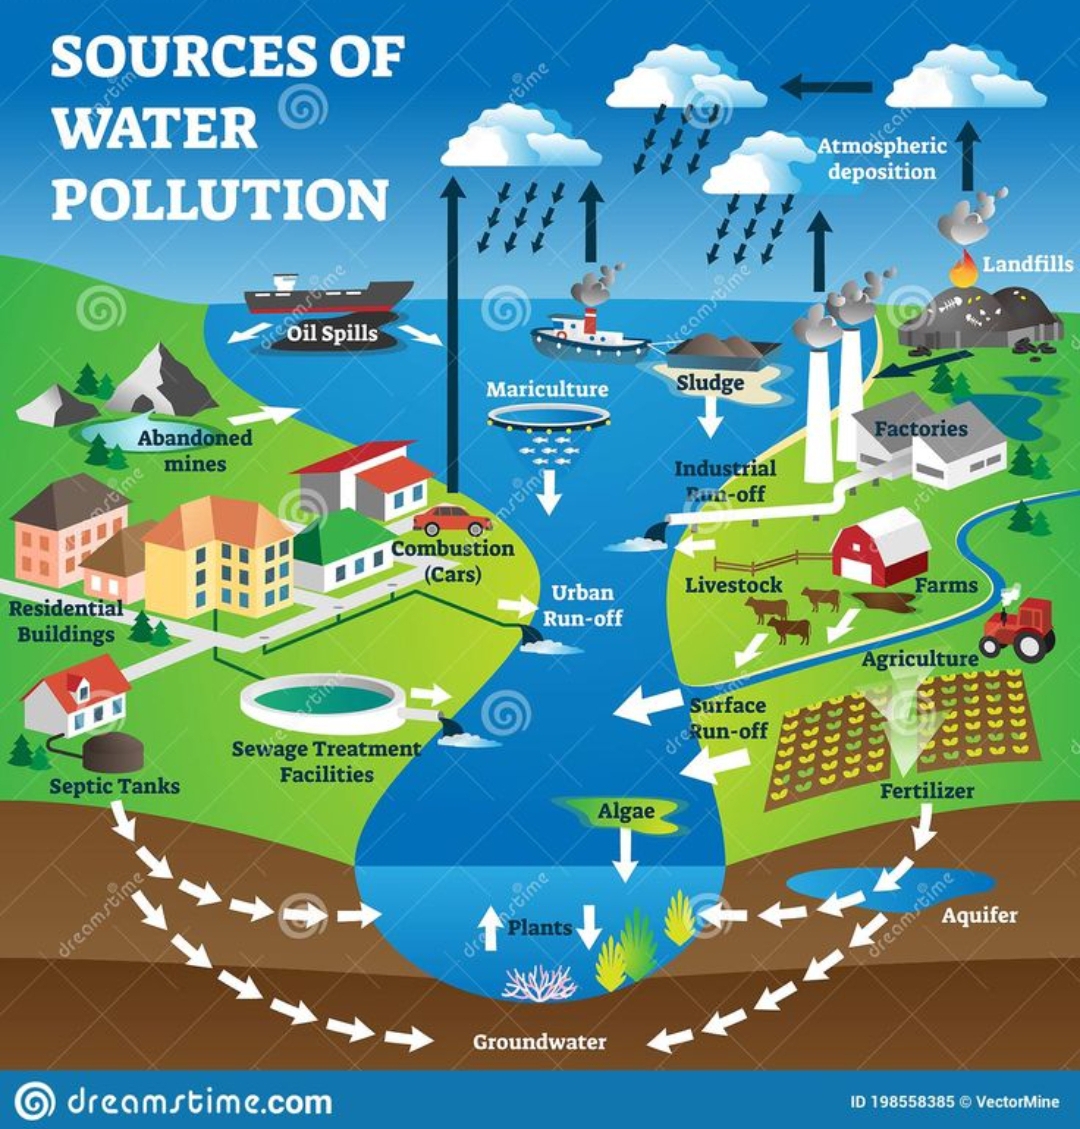 SOURCES OF
WATER
POLLUTION
Atmospheric
deposition
Landfills
Oil Spills
Mariculture
Sludge
Abandoned
mines
Factories
Industrial
Run-off
Combustion
(Cars)
Livestock
Farms
Urban
Run-off
Residential
Buildings
Agriculture
Surface
Run-off
Sewage Treatment
Facilities
Septic Tanks
Fertilizer
Algae
Aquifer
Plants
Groundwater
dreamstime.com
ID 198558385 © VectorMine